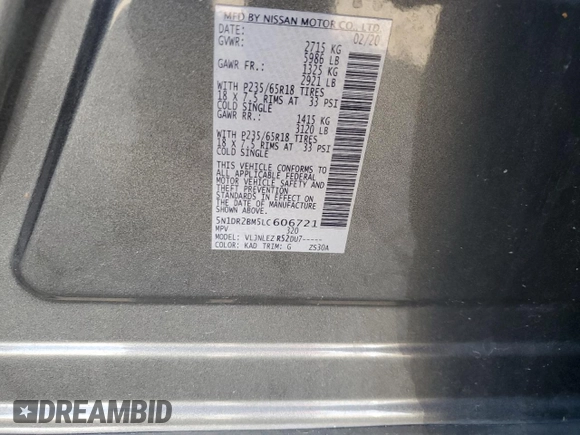 MFD BY NISSAN MOTOR CO., LTD.
DATE: 02/20
GVWR: 2715 KG
5986 LB
GAWR FR.: 1325 KG
2921 LB
WITH P235/65R18 TIRES
18 X 7.5 RIMS AT 33 PSI
COLD SINGLE
GAWR RR.: 1415 KG
3120 LB
WITH P235/65R18 TIRES
18 X 7.5 RIMS AT 33 PSI
COLD SINGLE
THIS VEHICLE CONFORMS TO
ALL APPLICABLE FEDERAL
MOTOR VEHICLE SAFETY AND
THEFT PREVENTION
STANDARDS IN EFFECT ON
THE DATE OF MANUFACTURE
SHOWN ABOVE.
5N1DR2BM5LC606721
MPV 320
MODEL: VLJNLEZ R52DU7-----
COLOR: KAD TRIM: G ZS30A
DREAMBID